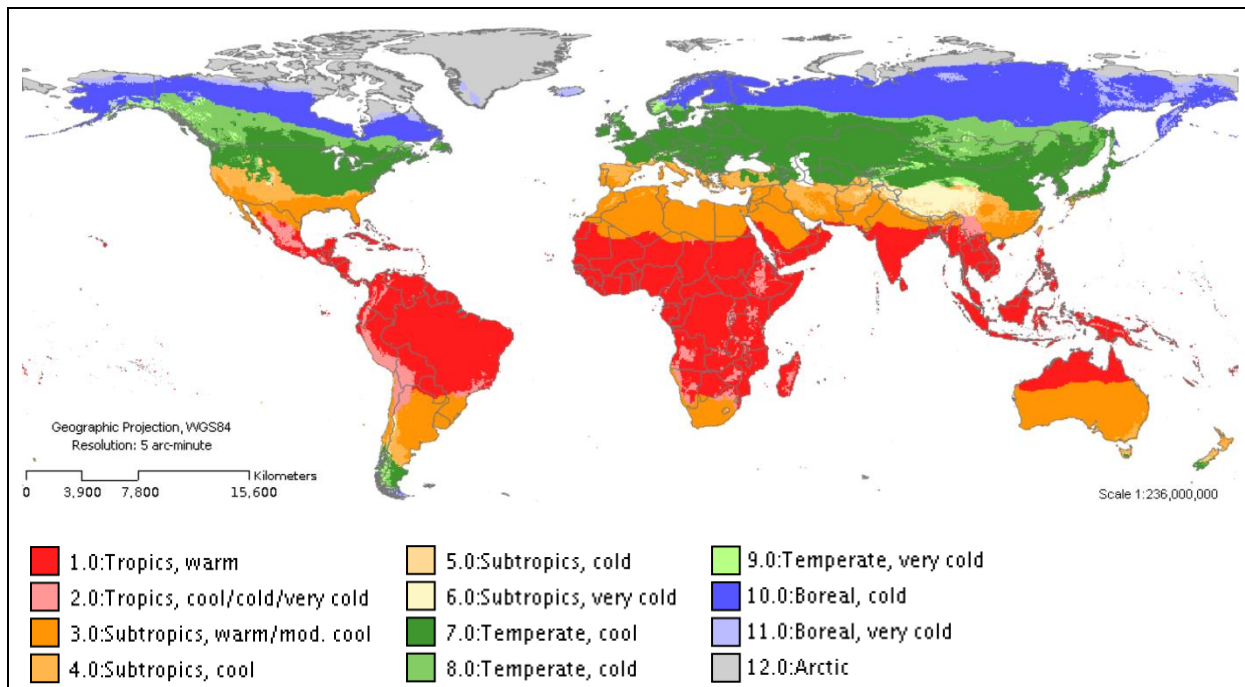 Geographic Projection, WGS84
Resolution: 5 arc-minute
Kilometers
0 3,900 7,800 15,600
Scale 1:236,000,000
1.0:Tropics, warm
2.0:Tropics, cool/cold/very cold
3.0:Subtropics, warm/mod. cool
4.0:Subtropics, cool
5.0:Subtropics, cold
6.0:Subtropics, very cold
7.0:Temperate, cool
8.0:Temperate, cold
9.0:Temperate, very cold
10.0:Boreal, cold
11.0:Boreal, very cold
12.0:Arctic